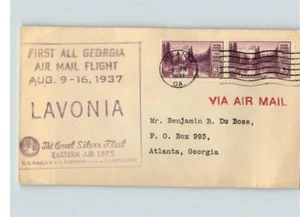 FIRST ALL GEORGIA
AIR MAIL FLIGHT
AUG. 9-16, 1937
LAVONIA
The Great Silver Fleet
EASTERN AIR LINES
GA.
VIA AIR MAIL
Mr. Benjamin B. Du Bose,
P. O. Box 993,
Atlanta, Georgia